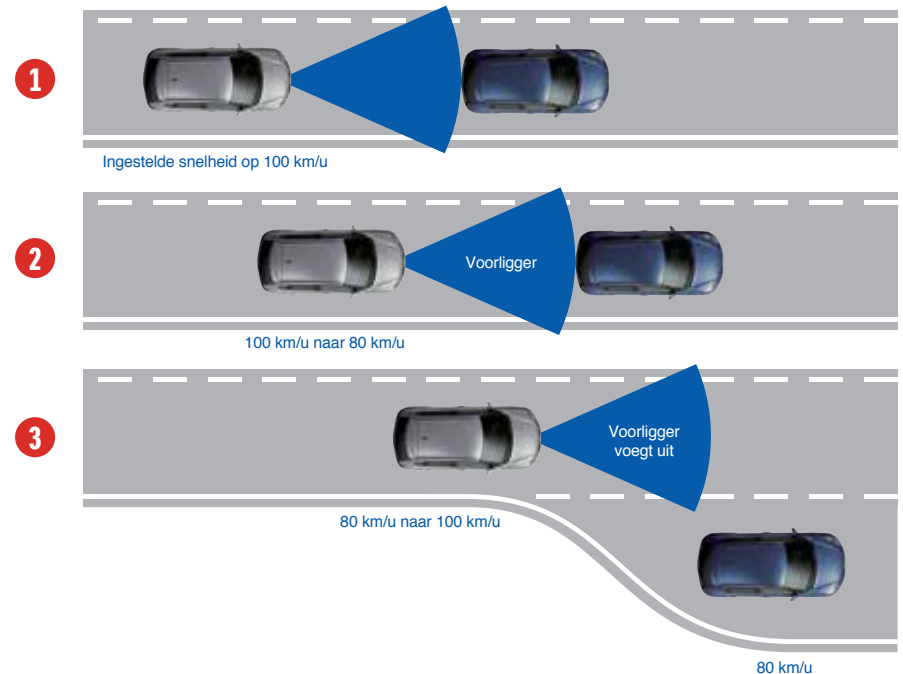 1
Ingestelde snelheid op 100 km/u
2
Voorligger
100 km/u naar 80 km/u
3
Voorligger
voegt uit
80 km/u naar 100 km/u
80 km/u